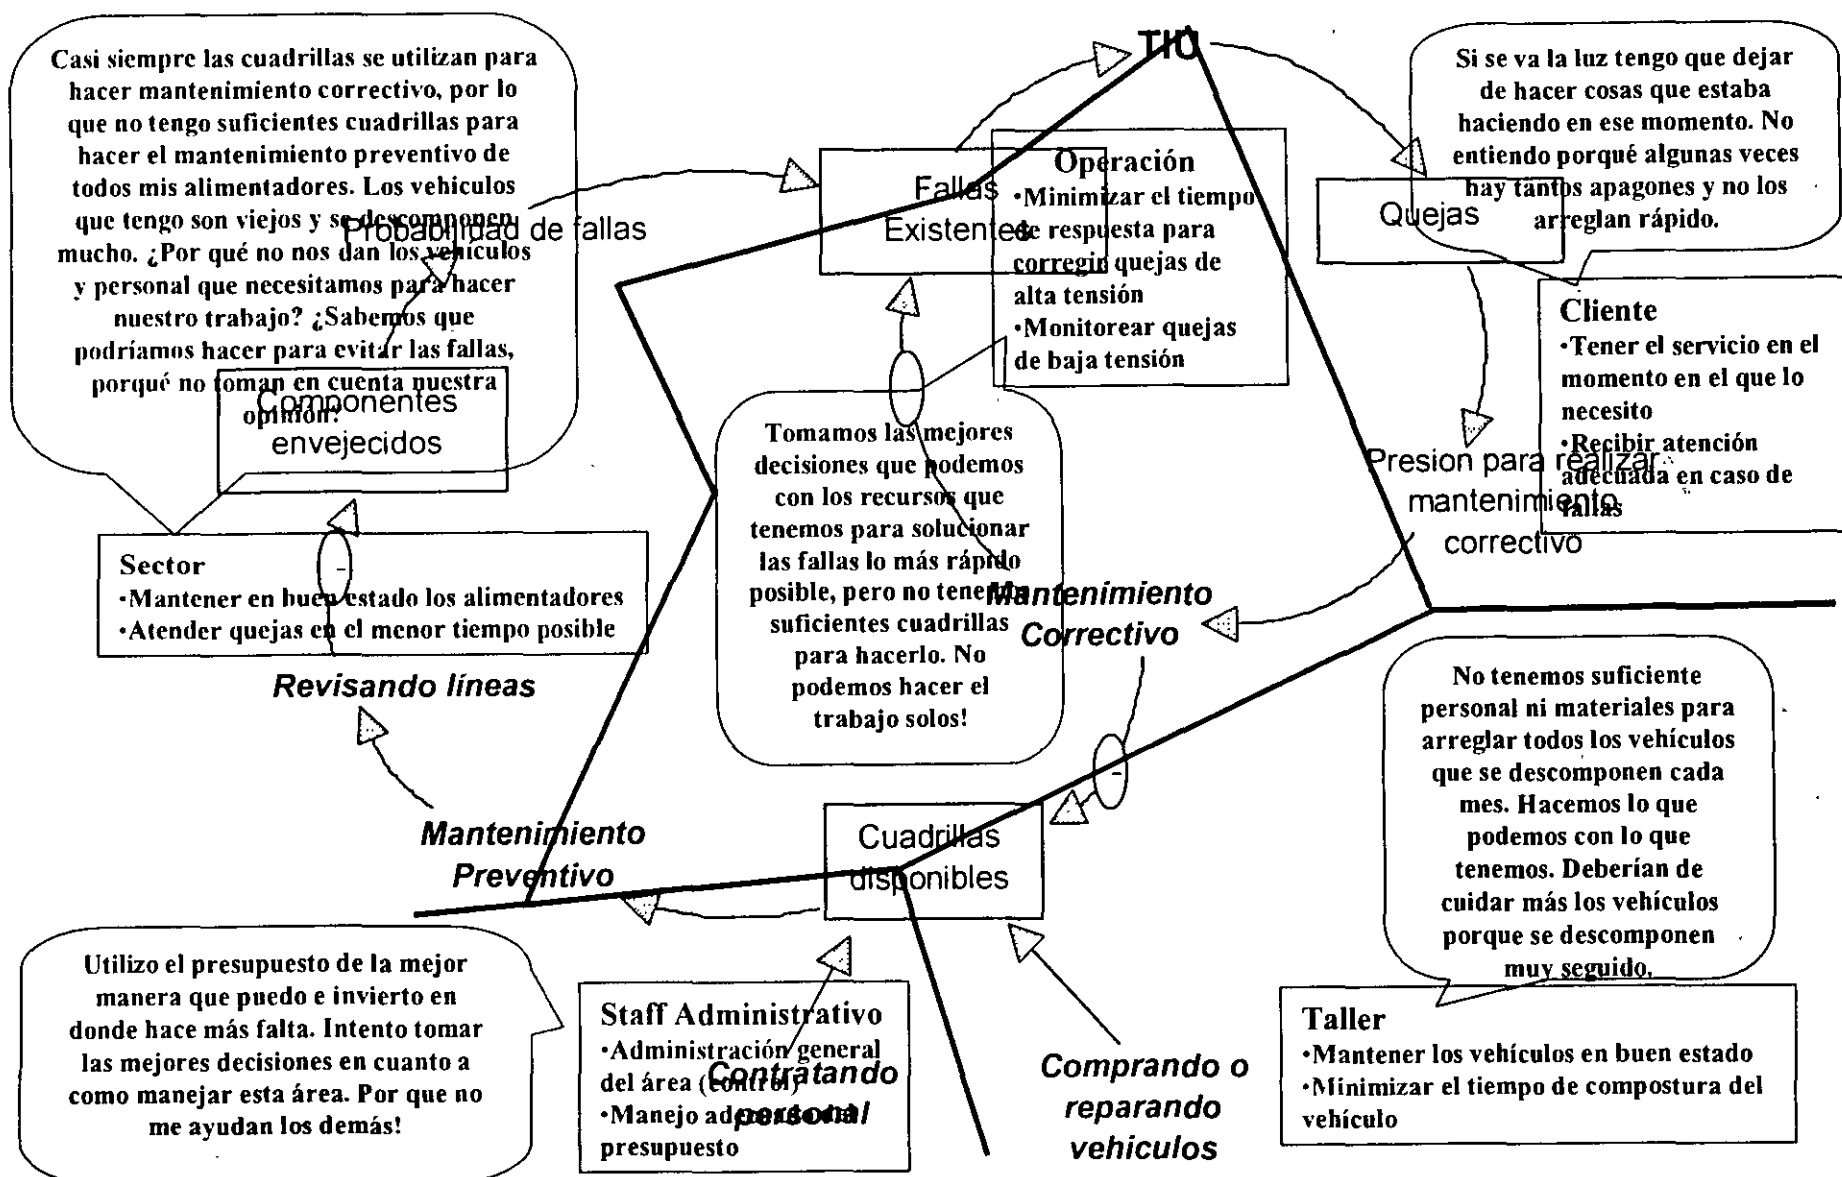 Casi siempre las cuadrillas se utilizan para
hacer mantenimiento correctivo, por lo
que no tengo suficientes cuadrillas para
hacer el mantenimiento preventivo de
todos mis alimentadores. Los vehículos
que tengo son viejos y se descomponen
mucho. ¿Por qué no nos dan los vehículos
y personal que necesitamos para hacer
nuestro trabajo? ¿Sabemos que
podríamos hacer para evitar las fallas,
porqué no toman en cuenta nuestra
opinión?
Probabilidad de fallas
Componentes
envejecidos
Sector
•Mantener en buen estado los alimentadores
•Atender quejas en el menor tiempo posible
-
Revisando líneas
Mantenimiento
Preventivo
TIU
Fallas
Existentes
Operación
•Minimizar el tiempo
de respuesta para
corregir quejas de
alta tensión
•Monitorear quejas
de baja tensión
Tomamos las mejores
decisiones que podemos
con los recursos que
tenemos para solucionar
las fallas lo más rápido
posible, pero no tenemos
suficientes cuadrillas
para hacerlo. No
podemos hacer el
trabajo solos!
Si se va la luz tengo que dejar
de hacer cosas que estaba
haciendo en ese momento. No
entiendo porqué algunas veces
hay tantos apagones y no los
arreglan rápido.
Quejas
Cliente
•Tener el servicio en el
momento en el que lo
necesito
•Recibir atención
adecuada en caso de
fallas
Presion para realizar
mantenimiento
correctivo
Mantenimiento
Correctivo
-
Cuadrillas
disponibles
No tenemos suficiente
personal ni materiales para
arreglar todos los vehículos
que se descomponen cada
mes. Hacemos lo que
podemos con lo que
tenemos. Deberían de
cuidar más los vehículos
porque se descomponen
muy seguido.
Taller
•Mantener los vehículos en buen estado
•Minimizar el tiempo de compostura del
vehículo
Utilizo el presupuesto de la mejor
manera que puedo e invierto en
donde hace más falta. Intento tomar
las mejores decisiones en cuanto a
como manejar esta área. Por que no
me ayudan los demás!
Staff Administrativo
•Administración general
del área (control)
•Manejo del
presupuesto
Contratando
personal
Comprando o
reparando
vehiculos